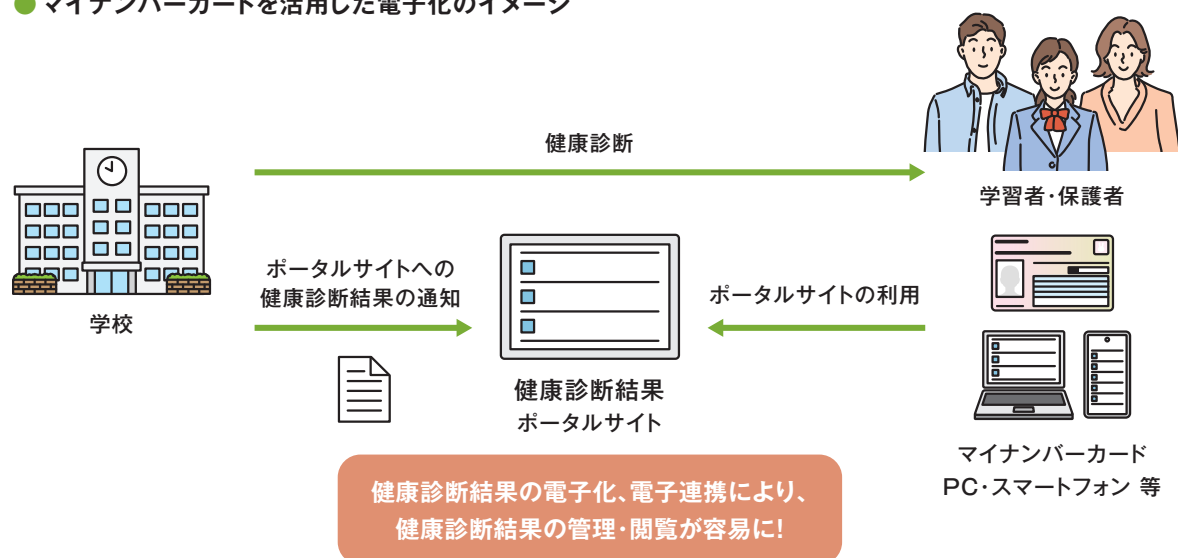 ● マイナンバーカードを活用した電子化のイメージ
健康診断
学習者・保護者
学校
ポータルサイトへの
健康診断結果の通知
ポータルサイトの利用
健康診断結果
ポータルサイト
マイナンバーカード
PC・スマートフォン 等
健康診断結果の電子化、電子連携により、
健康診断結果の管理・閲覧が容易に!